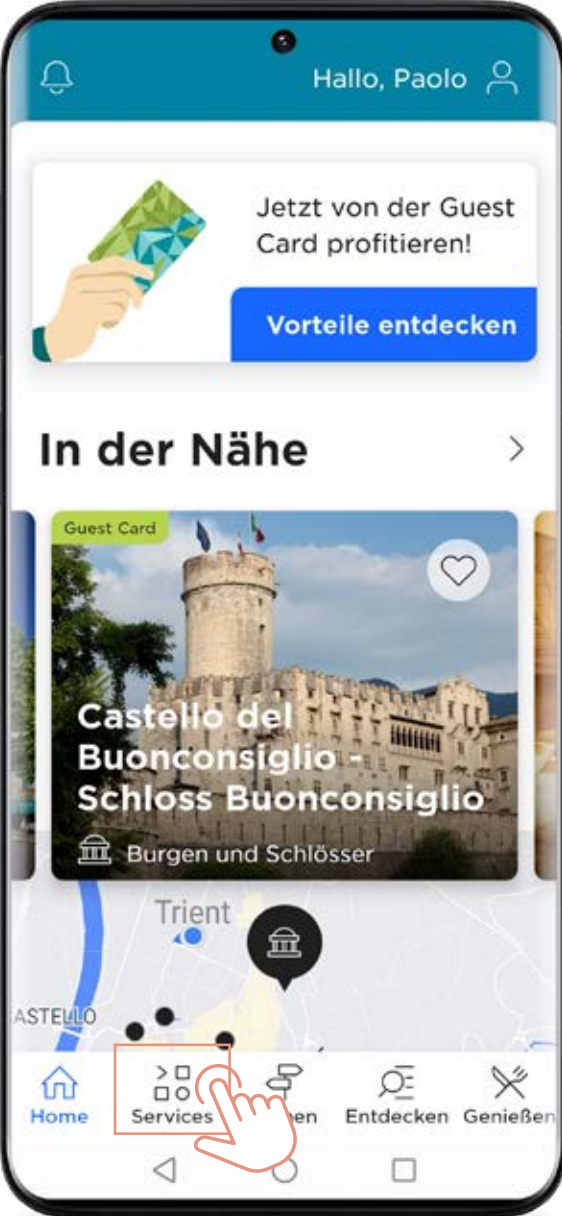 Hallo, Paolo
Jetzt von der Guest
Card profitieren!
Vorteile entdecken
In der Nähe
Guest Card
Castello del
Buonconsiglio -
Schloss Buonconsiglio
Burgen und Schlösser
Trient
Home
Services
Entdecken
Genießen